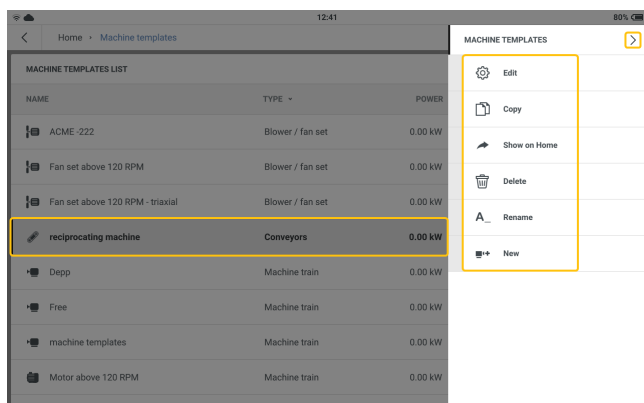 12:41
80%
Home › Machine templates
MACHINE TEMPLATES
MACHINE TEMPLATES LIST
NAME TYPE POWER
ACME -222 Blower / fan set 0.00 kW
Fan set above 120 RPM Blower / fan set 0.00 kW
Fan set above 120 RPM - triaxial Blower / fan set 0.00 kW
reciprocating machine Conveyors 0.00 kW
Depp Machine train 0.00 kW
Free Machine train 0.00 kW
machine templates Machine train 0.00 kW
Motor above 120 RPM Machine train 0.00 kW
Edit
Copy
Show on Home
Delete
A_ Rename
New